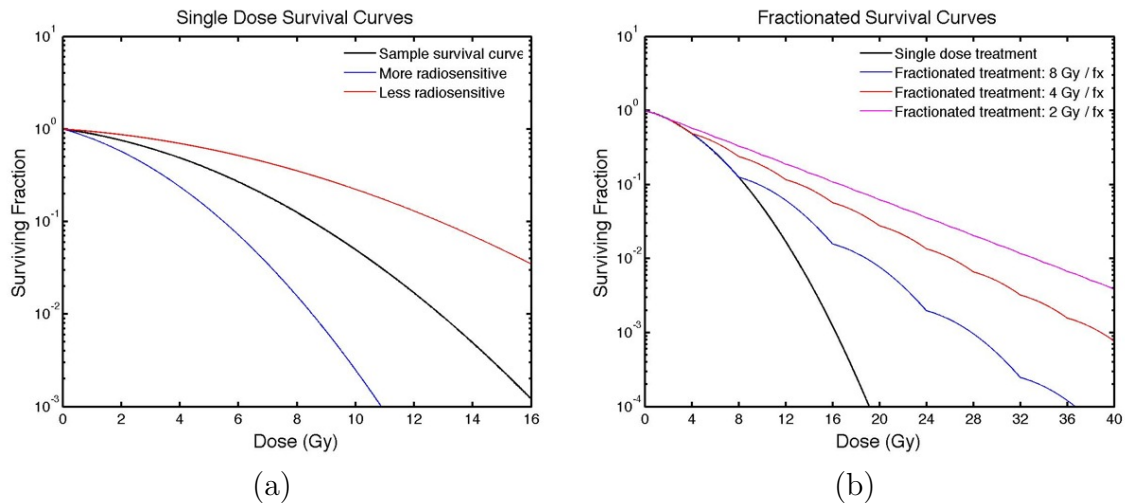 Single Dose Survival Curves
10^1
Sample survival curve
More radiosensitive
Less radiosensitive
10^0
10^-1
10^-2
10^-3
Surviving Fraction
0 2 4 6 8 10 12 14 16
Dose (Gy)
(a)
Fractionated Survival Curves
10^1
Single dose treatment
Fractionated treatment: 8 Gy / fx
Fractionated treatment: 4 Gy / fx
Fractionated treatment: 2 Gy / fx
10^0
10^-1
10^-2
10^-3
10^-4
Surviving Fraction
0 4 8 12 16 20 24 28 32 36 40
Dose (Gy)
(b)